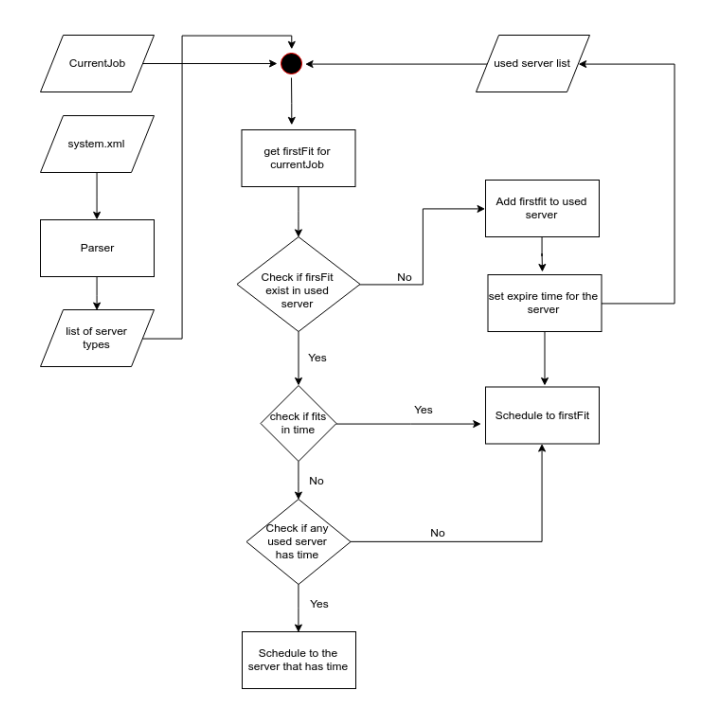 CurrentJob
used server list
system.xml
get firstFit for
currentJob
Add firstfit to used
server
Parser
Check if firsFit
exist in used
server
No
set expire time for the
server
list of server
types
Yes
check if fits
in time
Yes
Schedule to firstFit
No
Check if any
used server
has time
No
Yes
Schedule to the
server that has time